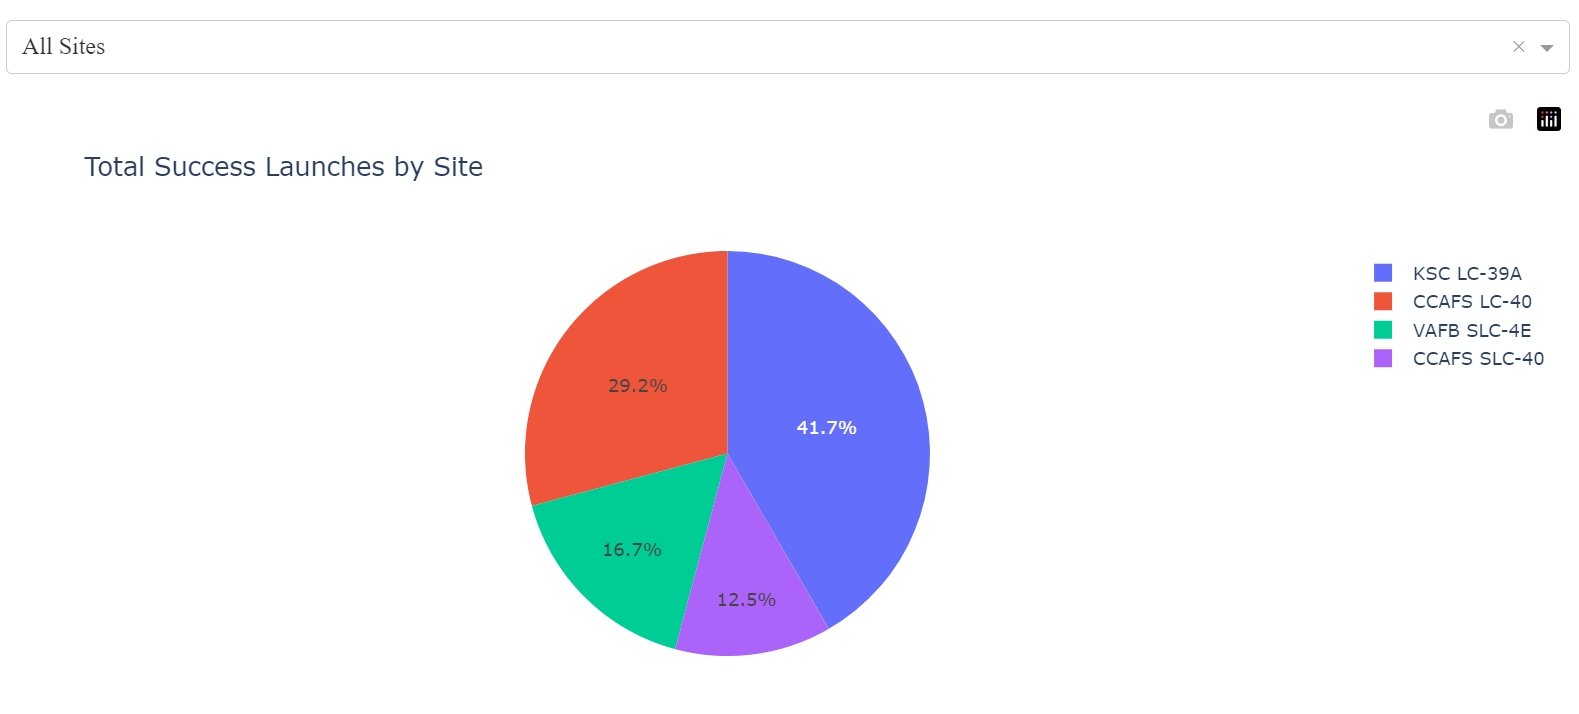 All Sites
Total Success Launches by Site
KSC LC-39A
CCAFS LC-40
VAFB SLC-4E
CCAFS SLC-40
29.2%
41.7%
16.7%
12.5%